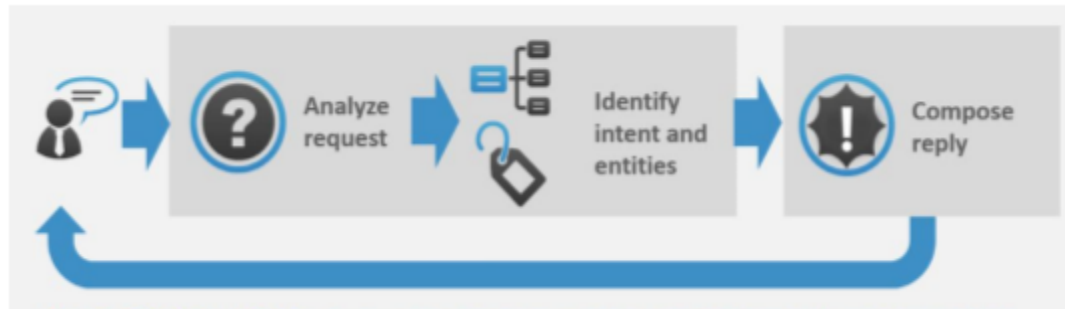 Analyze
request
Identify
intent and
entities
Compose
reply